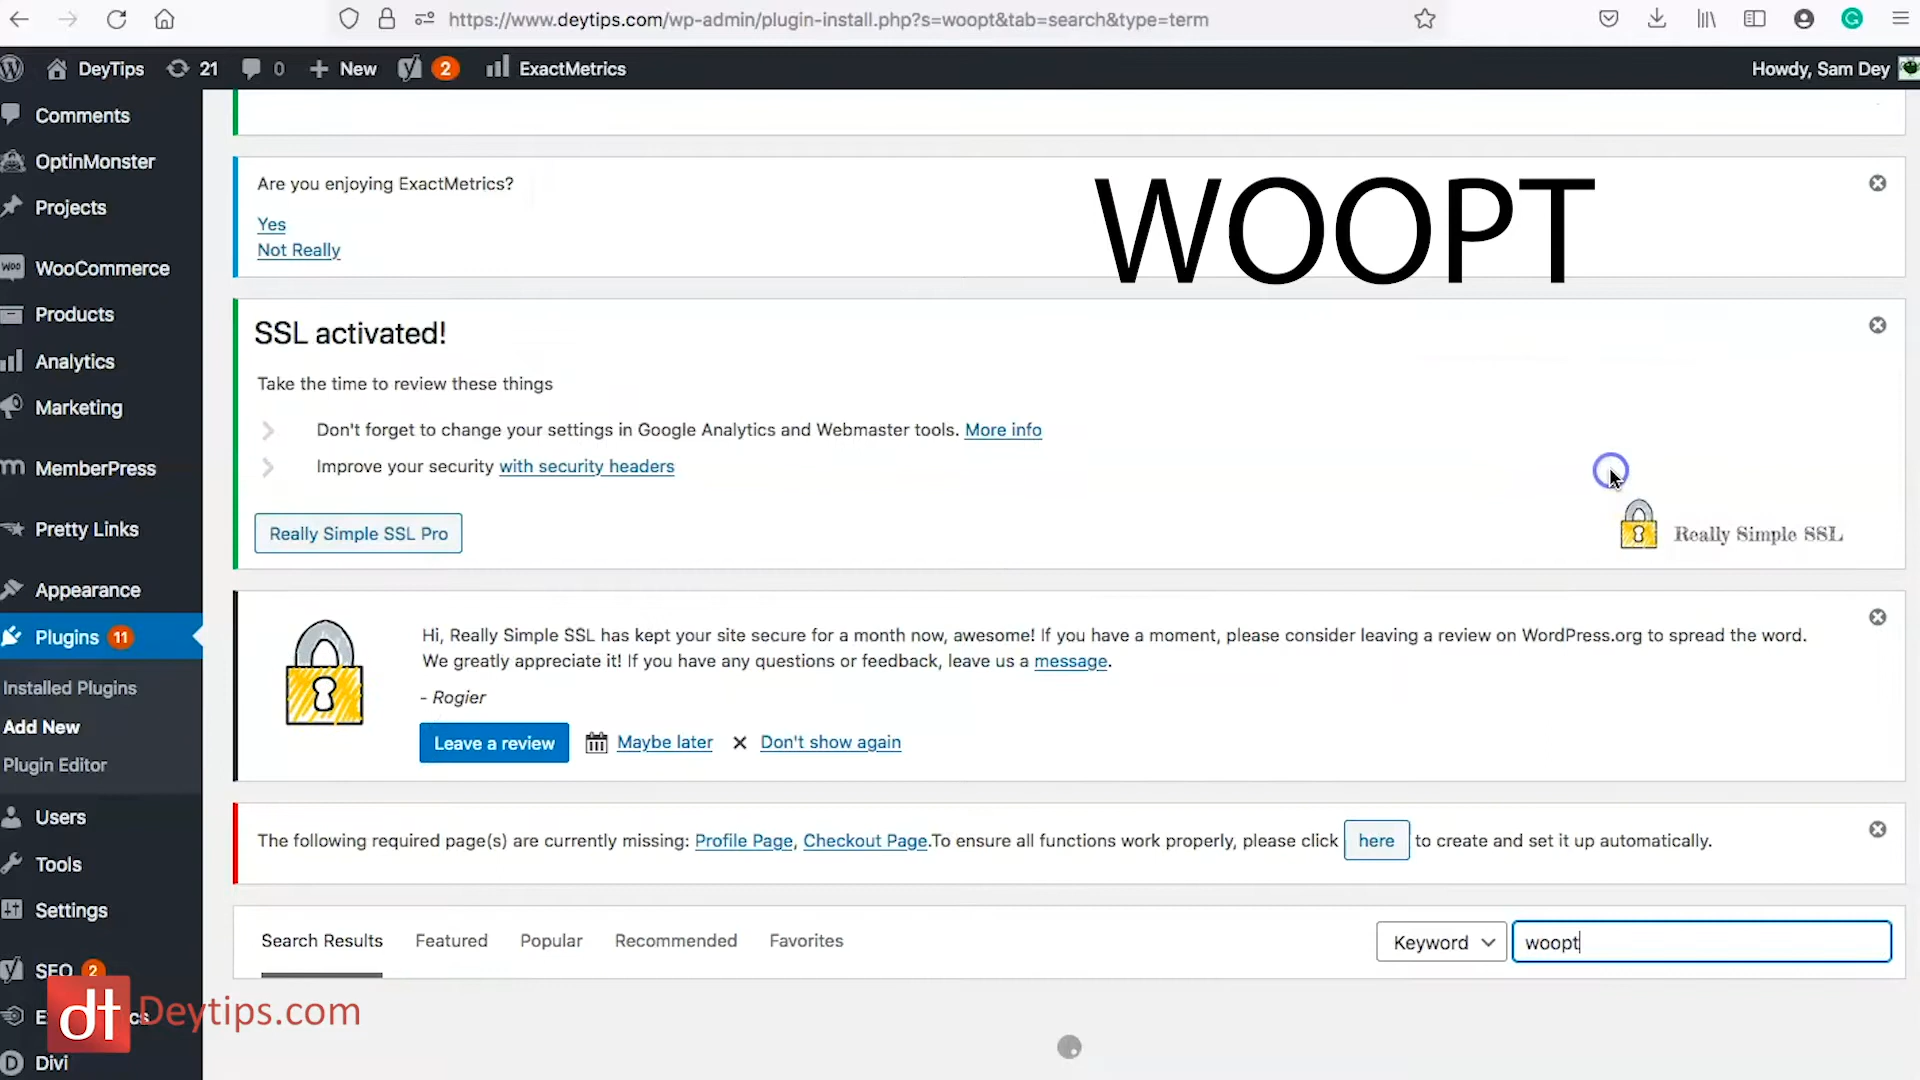 https://www.deytips.com/wp-admin/plugin-install.php?s=woopt&tab=search&type=term
DeyTips 21 0 New 2 ExactMetrics Howdy, Sam Dey
Comments
OptinMonster
Projects
WOO WooCommerce
Products
Analytics
Marketing
MemberPress
Pretty Links
Appearance
Plugins 11
Installed Plugins
Add New
Plugin Editor
Users
Tools
Settings
SEO 2
Divi
Are you enjoying ExactMetrics?
Yes
Not Really
WOOPT
SSL activated!
Take the time to review these things
Don't forget to change your settings in Google Analytics and Webmaster tools. More info
Improve your security with security headers
Really Simple SSL Pro
Really Simple SSL
Hi, Really Simple SSL has kept your site secure for a month now, awesome! If you have a moment, please consider leaving a review on WordPress.org to spread the word.
We greatly appreciate it! If you have any questions or feedback, leave us a message.
- Rogier
Leave a review Maybe later Don't show again
The following required page(s) are currently missing: Profile Page, Checkout Page.To ensure all functions work properly, please click here to create and set it up automatically.
Search Results Featured Popular Recommended Favorites Keyword woopt
dt Deytips.com